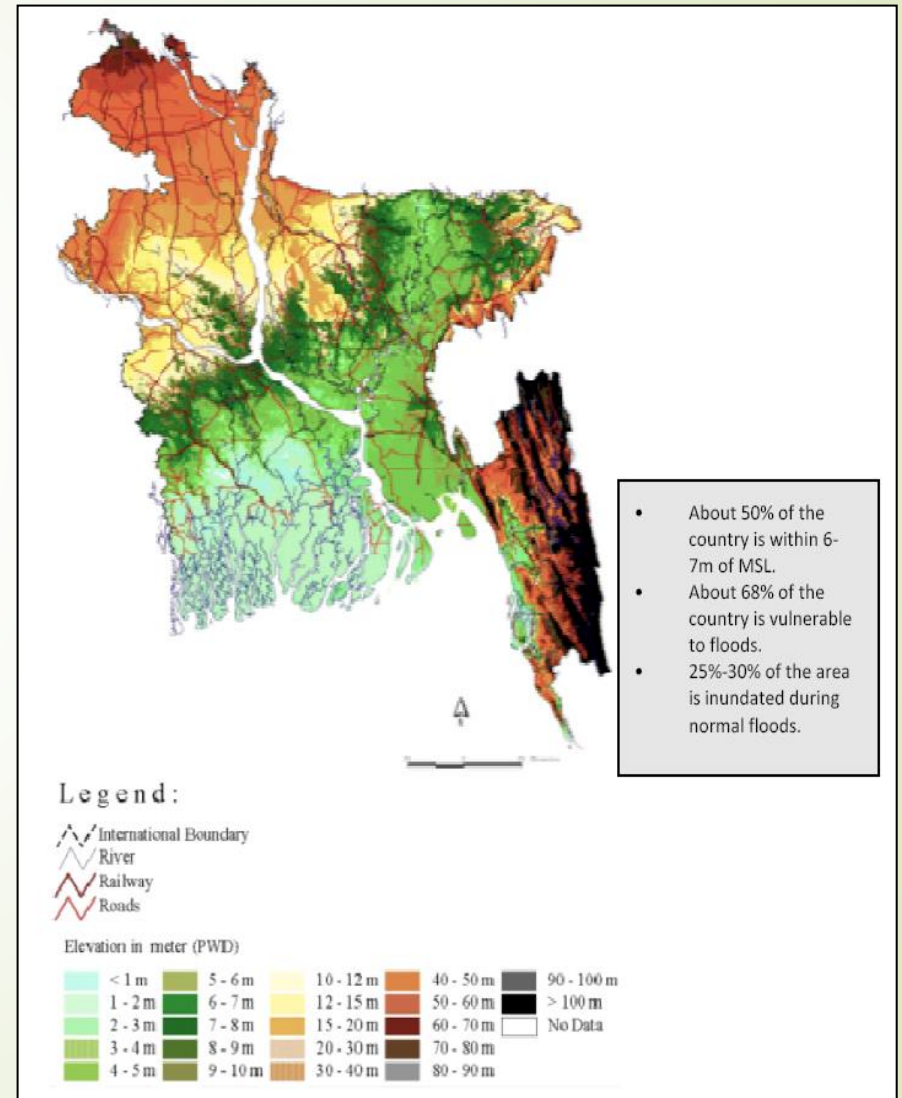 • About 50% of the
country is within 6-
7m of MSL.
• About 68% of the
country is vulnerable
to floods.
• 25%-30% of the area
is inundated during
normal floods.
Legend:
International Boundary
River
Railway
Roads
Elevation in meter (PWD)
< 1 m 5 - 6 m 10 - 12 m 40 - 50 m 90 - 100 m
1 - 2 m 6 - 7 m 12 - 15 m 50 - 60 m > 100 m
2 - 3 m 7 - 8 m 15 - 20 m 60 - 70 m No Data
3 - 4 m 8 - 9 m 20 - 30 m 70 - 80 m
4 - 5 m 9 - 10 m 30 - 40 m 80 - 90 m